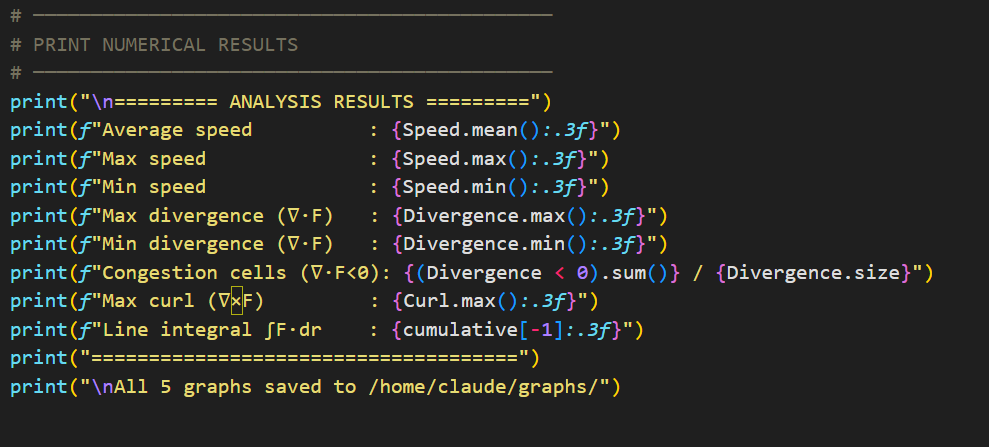 # ─────────────────────────────────────────────
# PRINT NUMERICAL RESULTS
# ─────────────────────────────────────────────
print("\n========= ANALYSIS RESULTS =========")
print(f"Average speed          : {Speed.mean():.3f}")
print(f"Max speed              : {Speed.max():.3f}")
print(f"Min speed              : {Speed.min():.3f}")
print(f"Max divergence (∇·F)   : {Divergence.max():.3f}")
print(f"Min divergence (∇·F)   : {Divergence.min():.3f}")
print(f"Congestion cells (∇·F<0): {(Divergence < 0).sum()} / {Divergence.size}")
print(f"Max curl (∇×F)         : {Curl.max():.3f}")
print(f"Line integral ∫F·dr    : {cumulative[-1]:.3f}")
print("=====================================")
print("\nAll 5 graphs saved to /home/claude/graphs/")